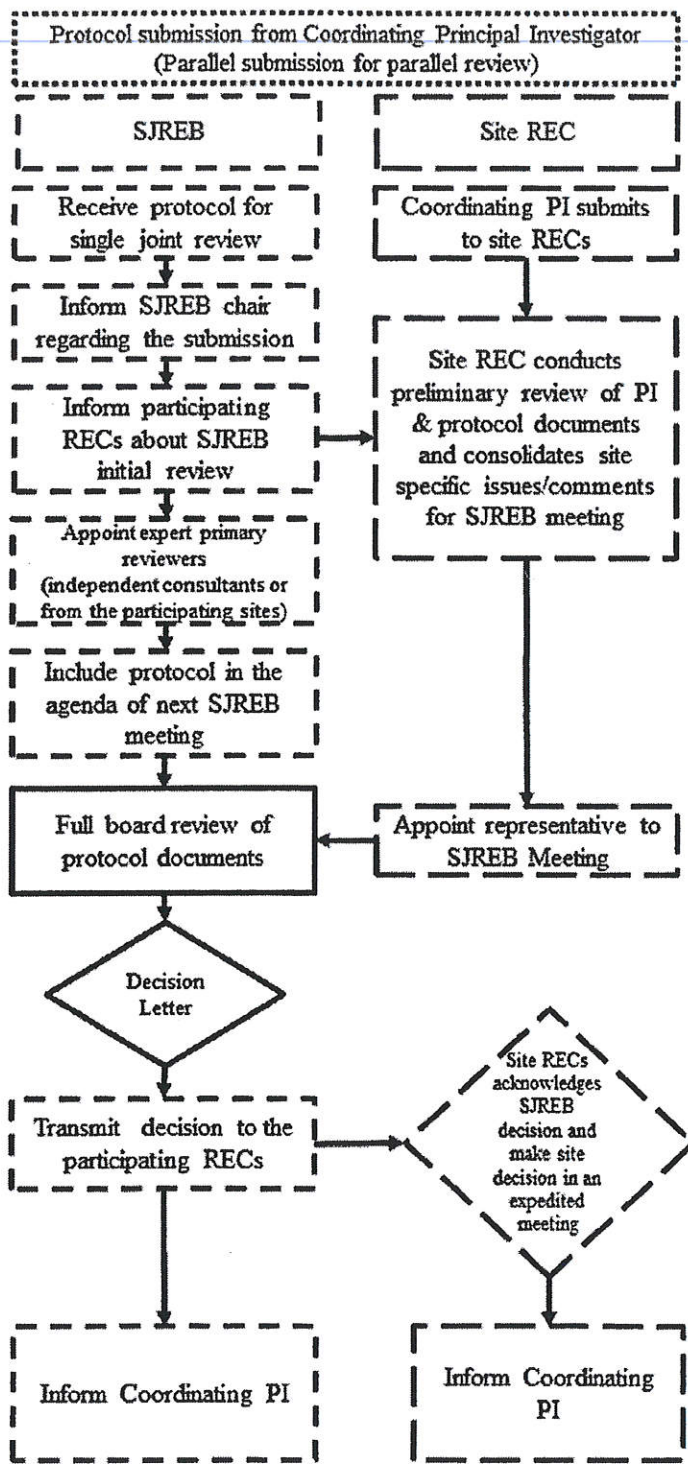 Protocol submission from Coordinating Principal Investigator
(Parallel submission for parallel review)
SJREB
Site REC
Receive protocol for
single joint review
Coordinating PI submits
to site RECs
Inform SJREB chair
regarding the submission
Inform participating
RECs about SJREB
initial review
Site REC conducts
preliminary review of PI
& protocol documents
and consolidates site
specific issues/comments
for SJREB meeting
Appoint expert primary
reviewers
(independent consultants or
from the participating sites)
Include protocol in the
agenda of next SJREB
meeting
Full board review of
protocol documents
Appoint representative to
SJREB Meeting
Decision
Letter
Transmit decision to the
participating RECs
Site RECs
acknowledges
SJREB
decision and
make site
decision in an
expedited
meeting
Inform Coordinating PI
Inform Coordinating
PI